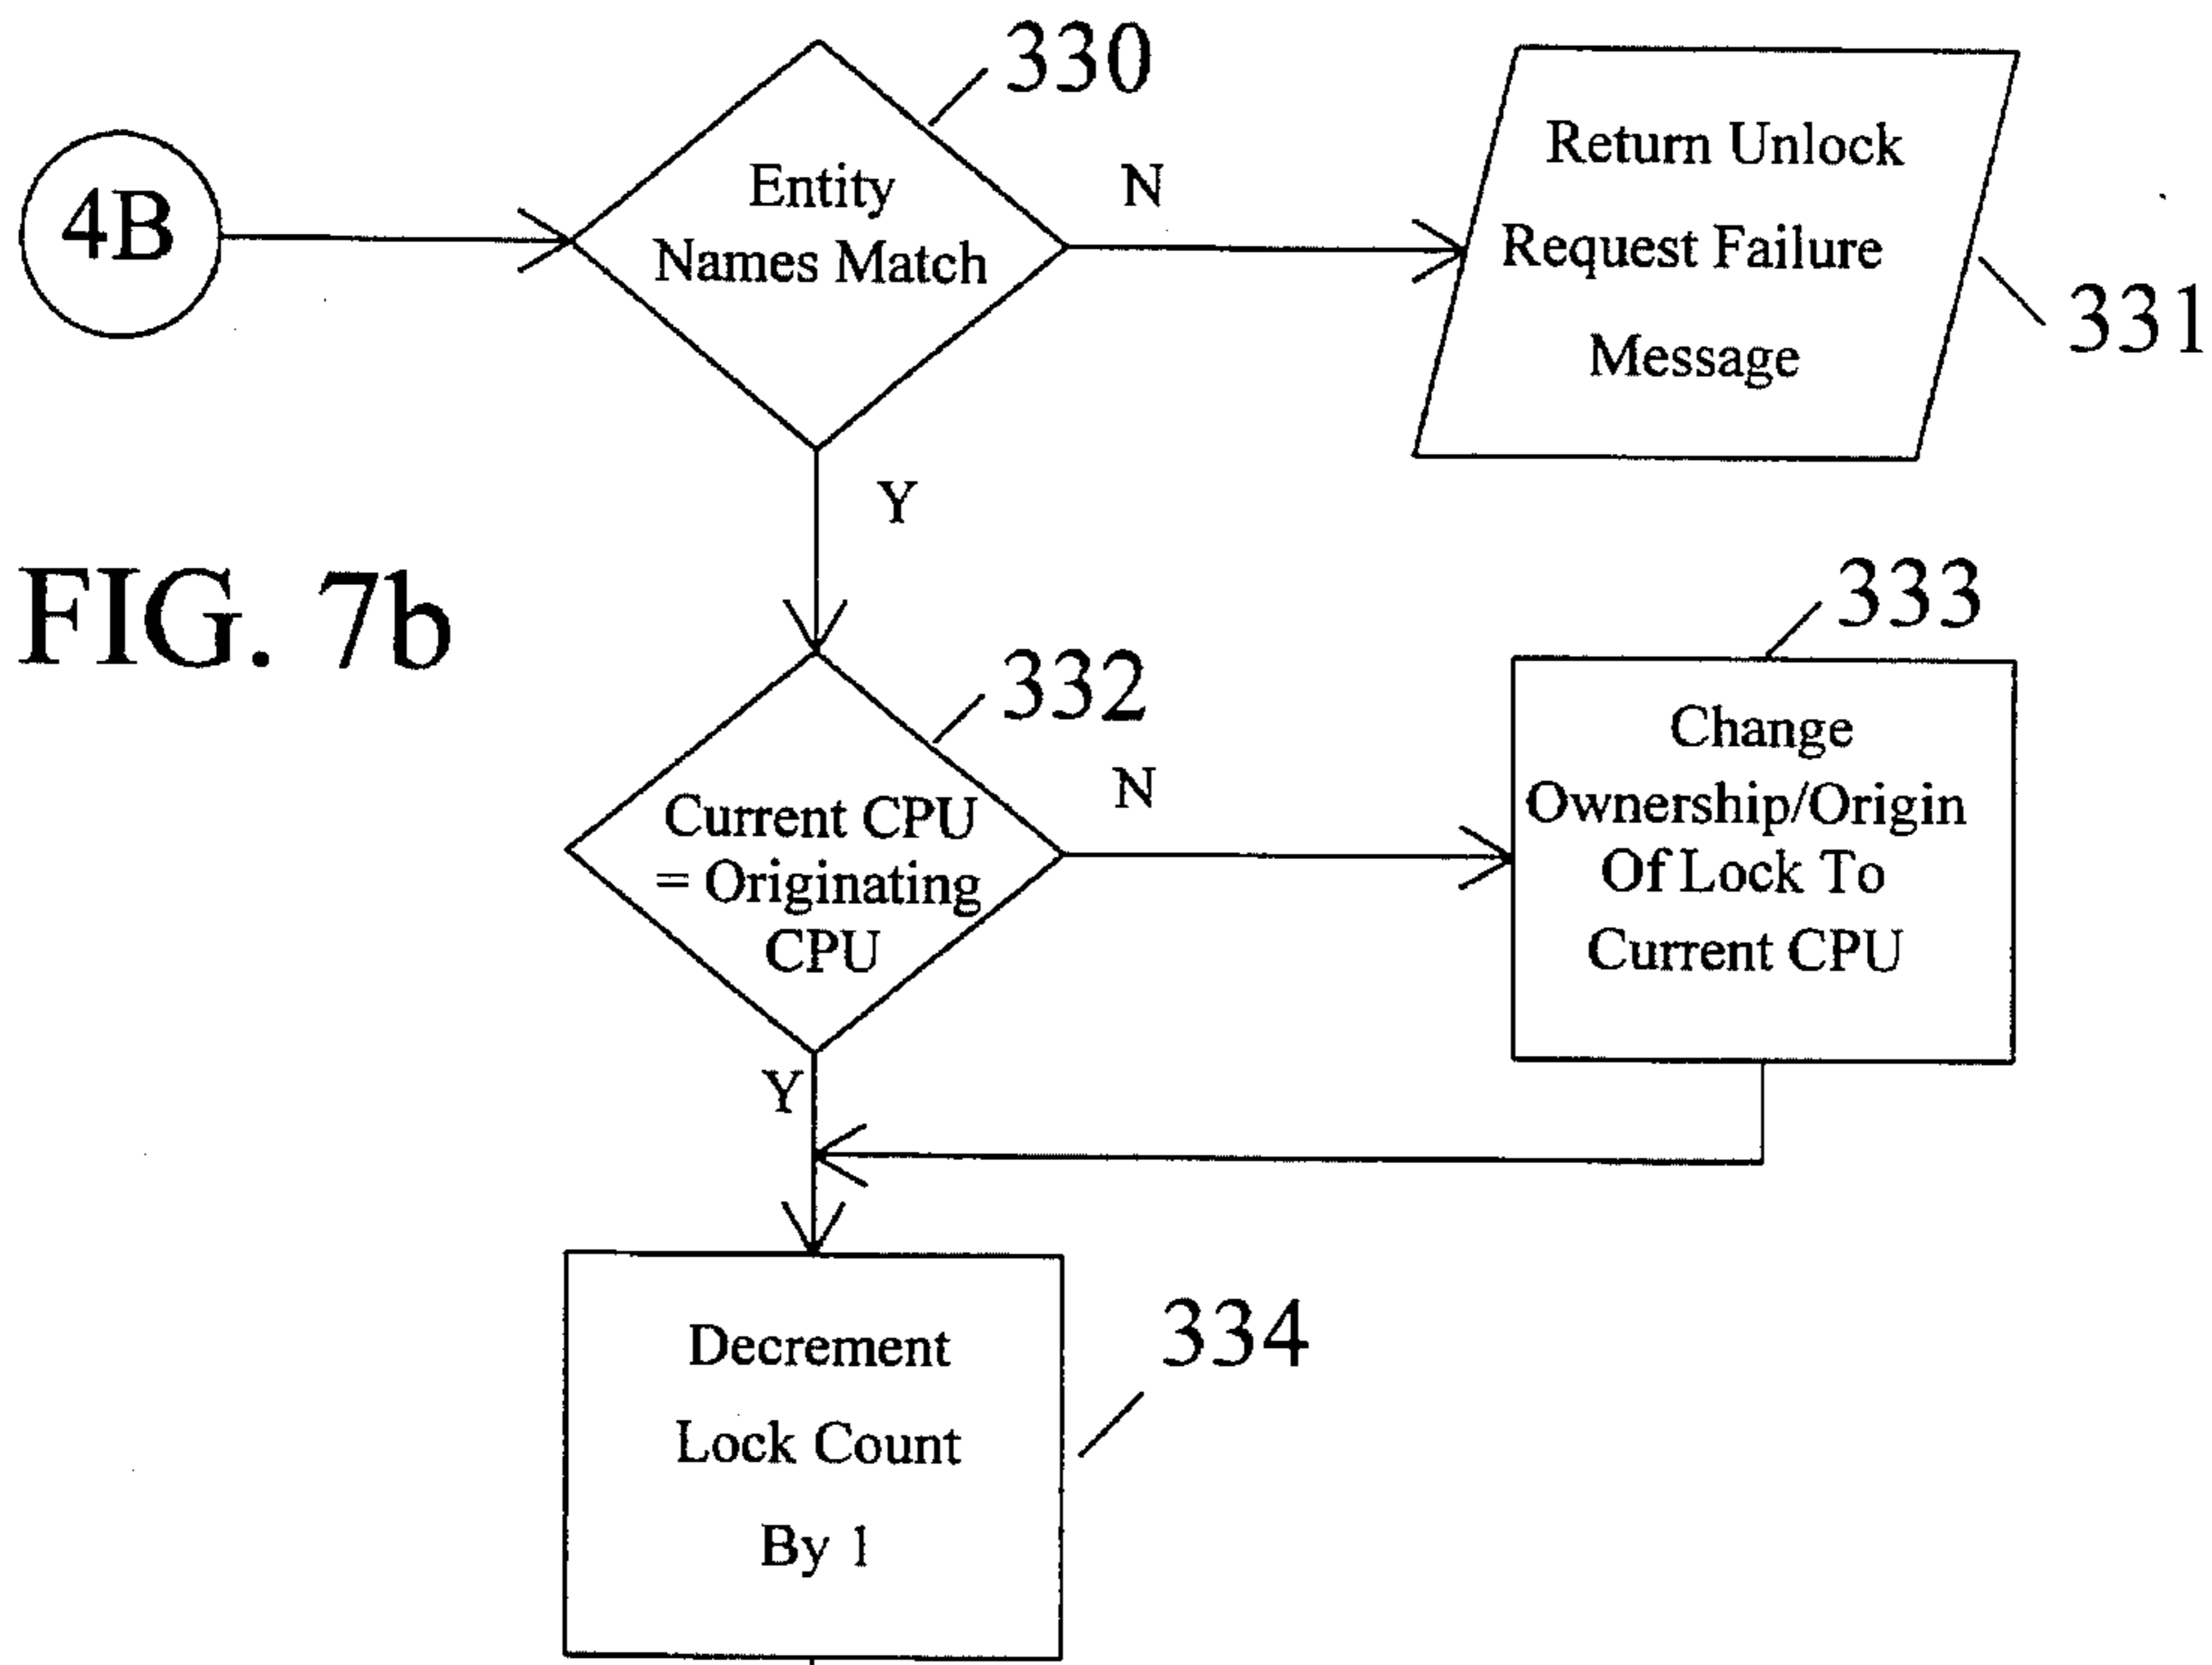 330
4B
Entity
Names Match
N
Return Unlock
Request Failure
Message
331
Y
FIG. 7b
332
Current CPU
= Originating
CPU
N
333
Change
Ownership/Origin
Of Lock To
Current CPU
Y
Decrement
Lock Count
By 1
334